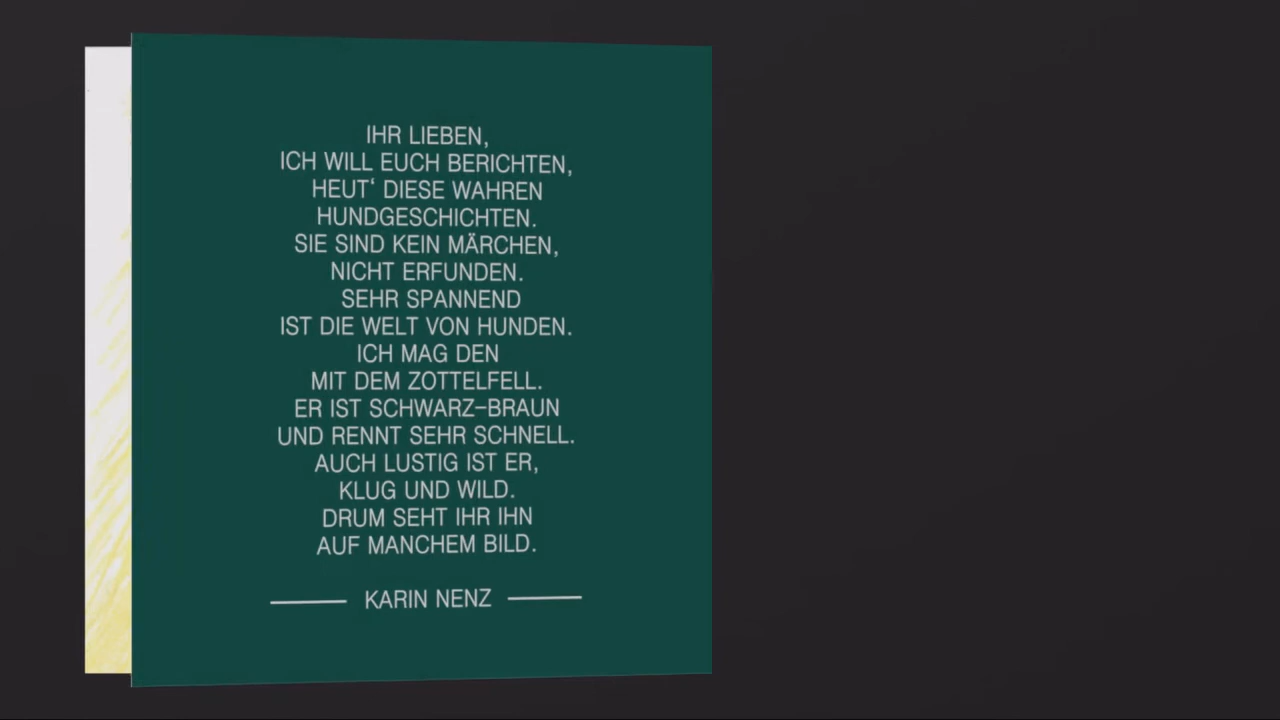 IHR LIEBEN,
ICH WILL EUCH BERICHTEN,
HEUT‘ DIESE WAHREN
HUNDGESCHICHTEN.
SIE SIND KEIN MÄRCHEN,
NICHT ERFUNDEN.
SEHR SPANNEND
IST DIE WELT VON HUNDEN.
ICH MAG DEN
MIT DEM ZOTTELFELL.
ER IST SCHWARZ-BRAUN
UND RENNT SEHR SCHNELL.
AUCH LUSTIG IST ER,
KLUG UND WILD.
DRUM SEHT IHR IHN
AUF MANCHEM BILD.
KARIN NENZ